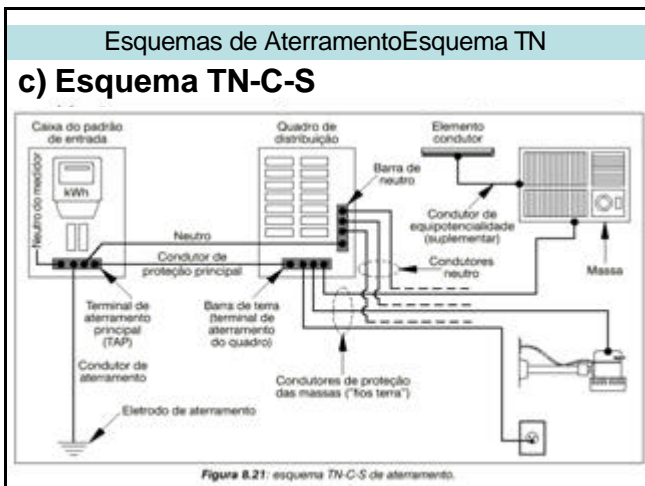 Esquemas de AterramentoEsquema TN
c) Esquema TN-C-S
Caixa do padrão
de entrada
Quadro de
distribuição
Elemento
condutor
Neutro do medidor
kWh
Barra de
neutro
Neutro
Condutor de
proteção principal
Condutor de
equipotencialidade
(suplementar)
Condutores
neutro
Massa
Terminal de
aterramento
principal
(TAP)
Barra de terra
(terminal de
aterramento
do quadro)
Condutor de
aterramento
Condutores de proteção
das massas ("fios terra")
Eletrodo de aterramento
Figura 8.21: esquema TN-C-S de aterramento.